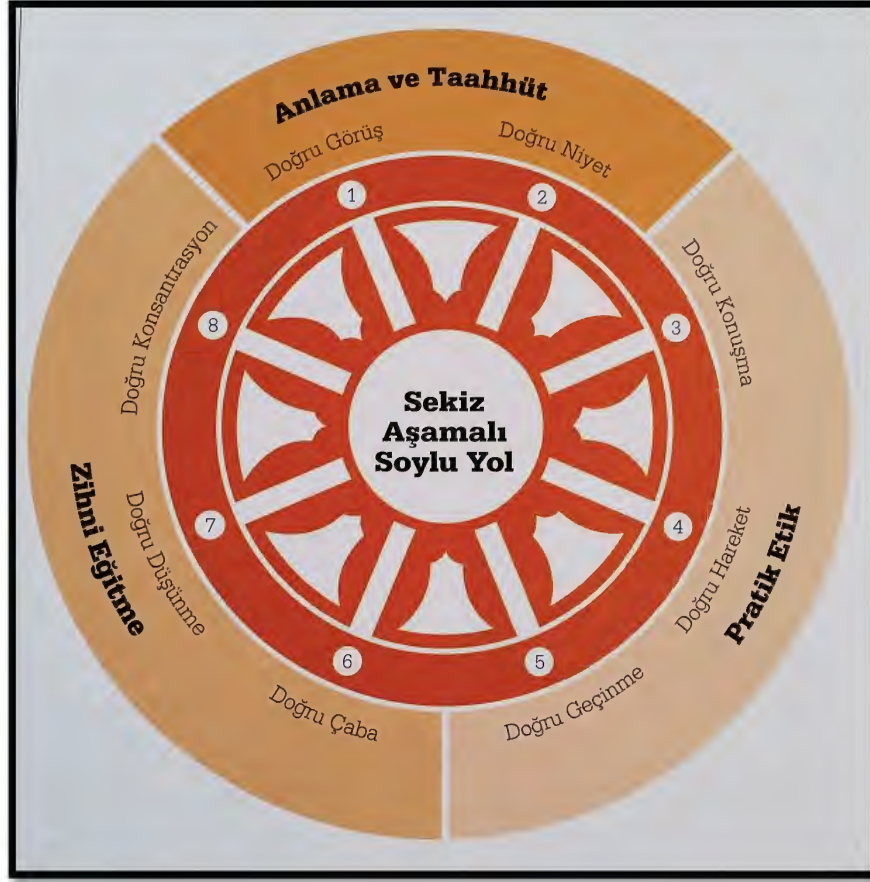 Anlama ve Taahhüt
Doğru Görüş
Doğru Niyet
1
2
Doğru Konuşma
3
4
Doğru Hareket
Pratik Etik
5
Doğru Geçinme
6
Doğru Çaba
7
Doğru Düşünme
Zihni Eğitme
8
Doğru Konsantrasyon
Sekiz
Aşamalı
Soylu Yol